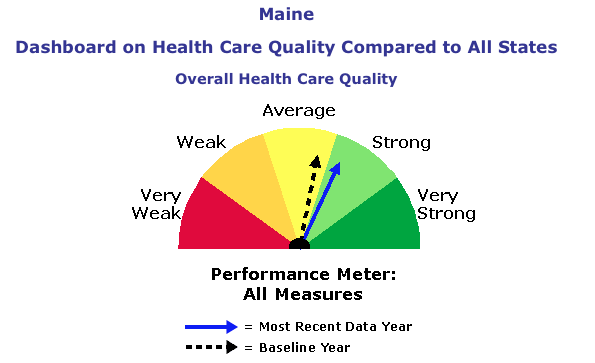 Maine
Dashboard on Health Care Quality Compared to All States
Overall Health Care Quality
Average
Weak
Strong
Very
Weak
Very
Strong
Performance Meter:
All Measures
= Most Recent Data Year
= Baseline Year